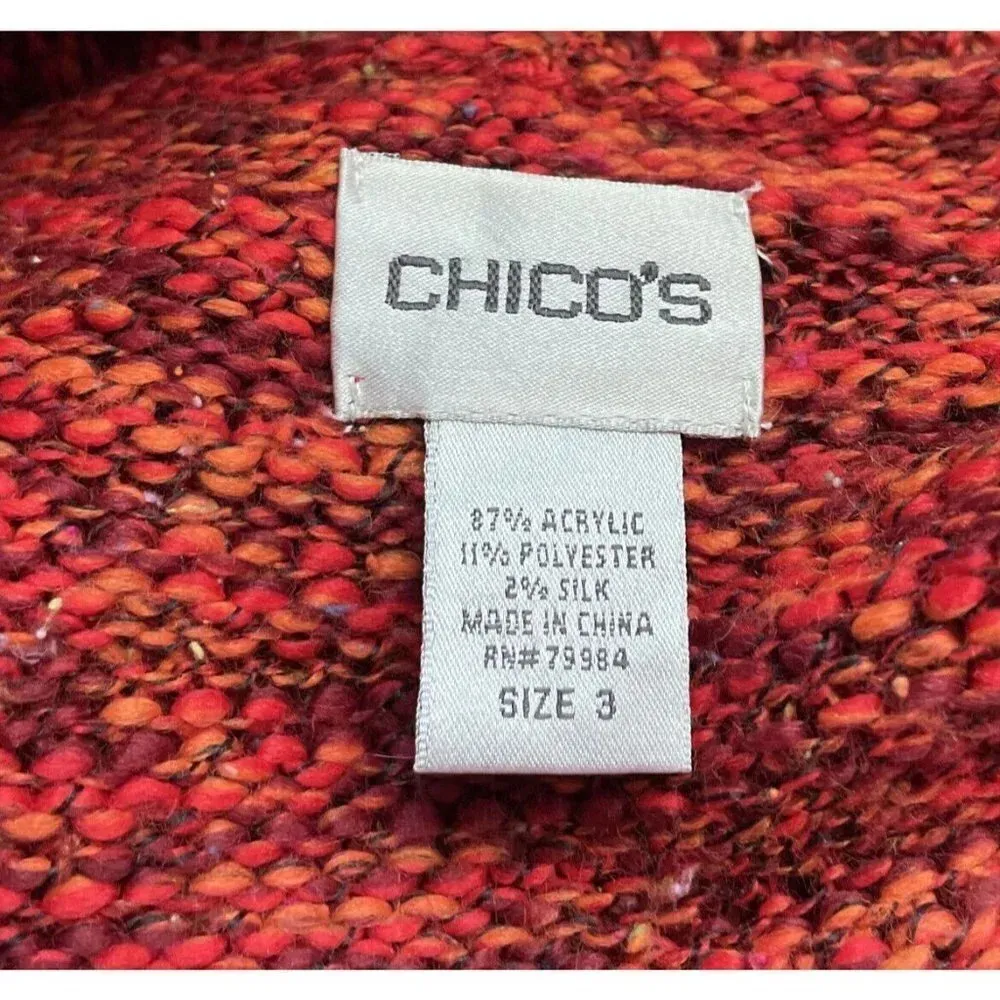 CHICO'S
87% ACRYLIC
11% POLYESTER
2% SILK
MADE IN CHINA
RN# 79984
SIZE 3